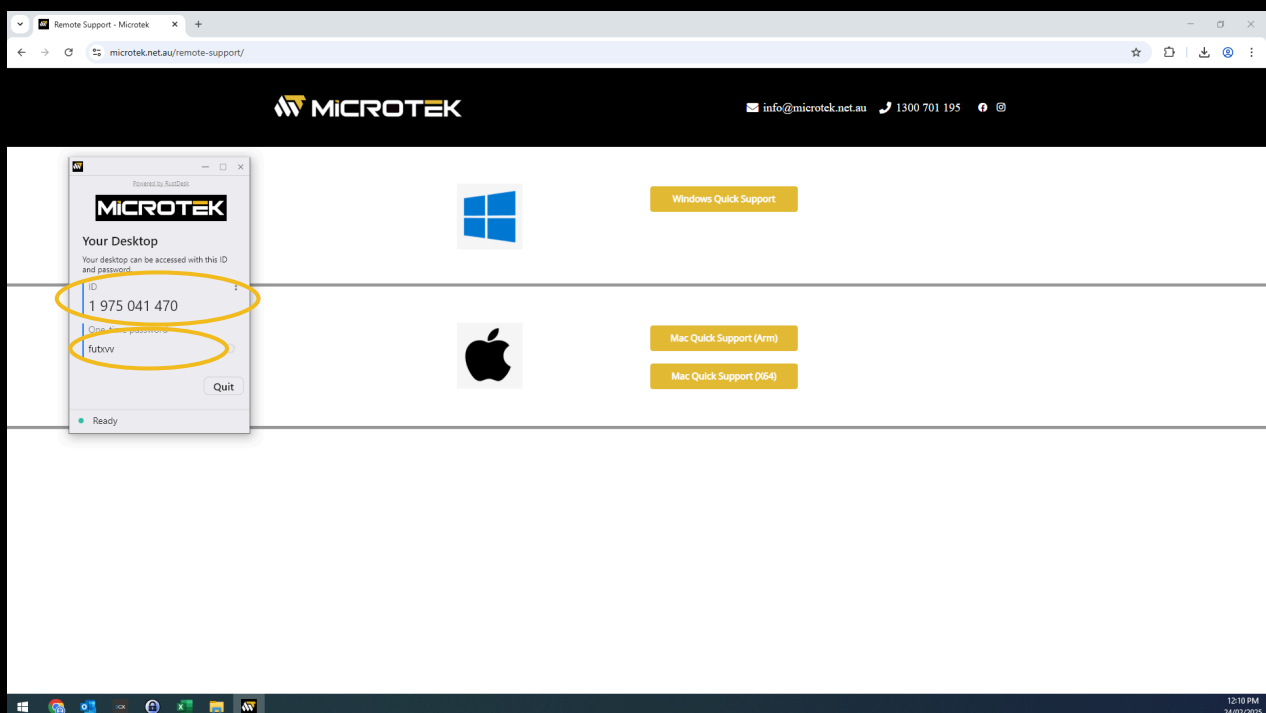 Remote Support - Microtek
microtek.net.au/remote-support/
MICROTEK
info@microtek.net.au 1300 701 195
Powered by RustDesk
MICROTEK
Your Desktop
Your desktop can be accessed with this ID
and password.
ID
1 975 041 470
One-time password
futxvv
Quit
Ready
Windows Quick Support
Mac Quick Support (Arm)
Mac Quick Support (X64)
12:10 PM
24/02/2025